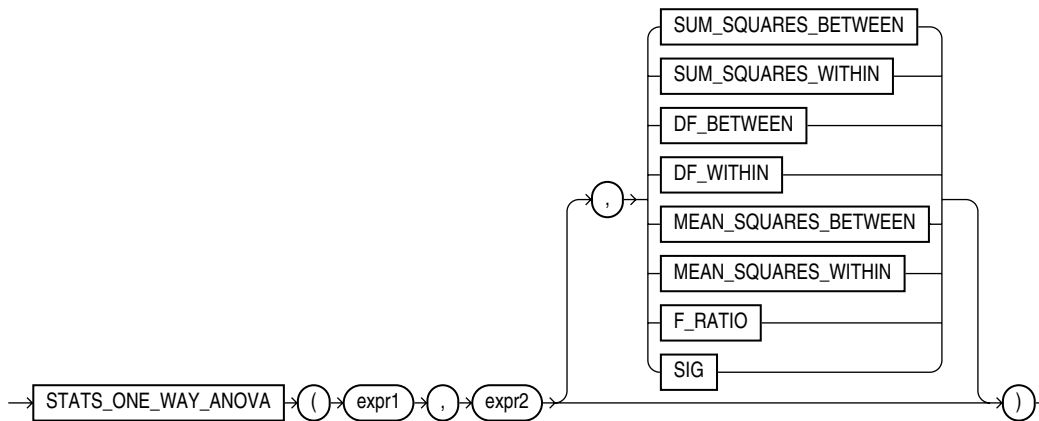 SUM_SQUARES_BETWEEN
SUM_SQUARES_WITHIN
DF_BETWEEN
DF_WITHIN
,
MEAN_SQUARES_BETWEEN
MEAN_SQUARES_WITHIN
F_RATIO
SIG
STATS_ONE_WAY_ANOVA ( expr1 , expr2 )